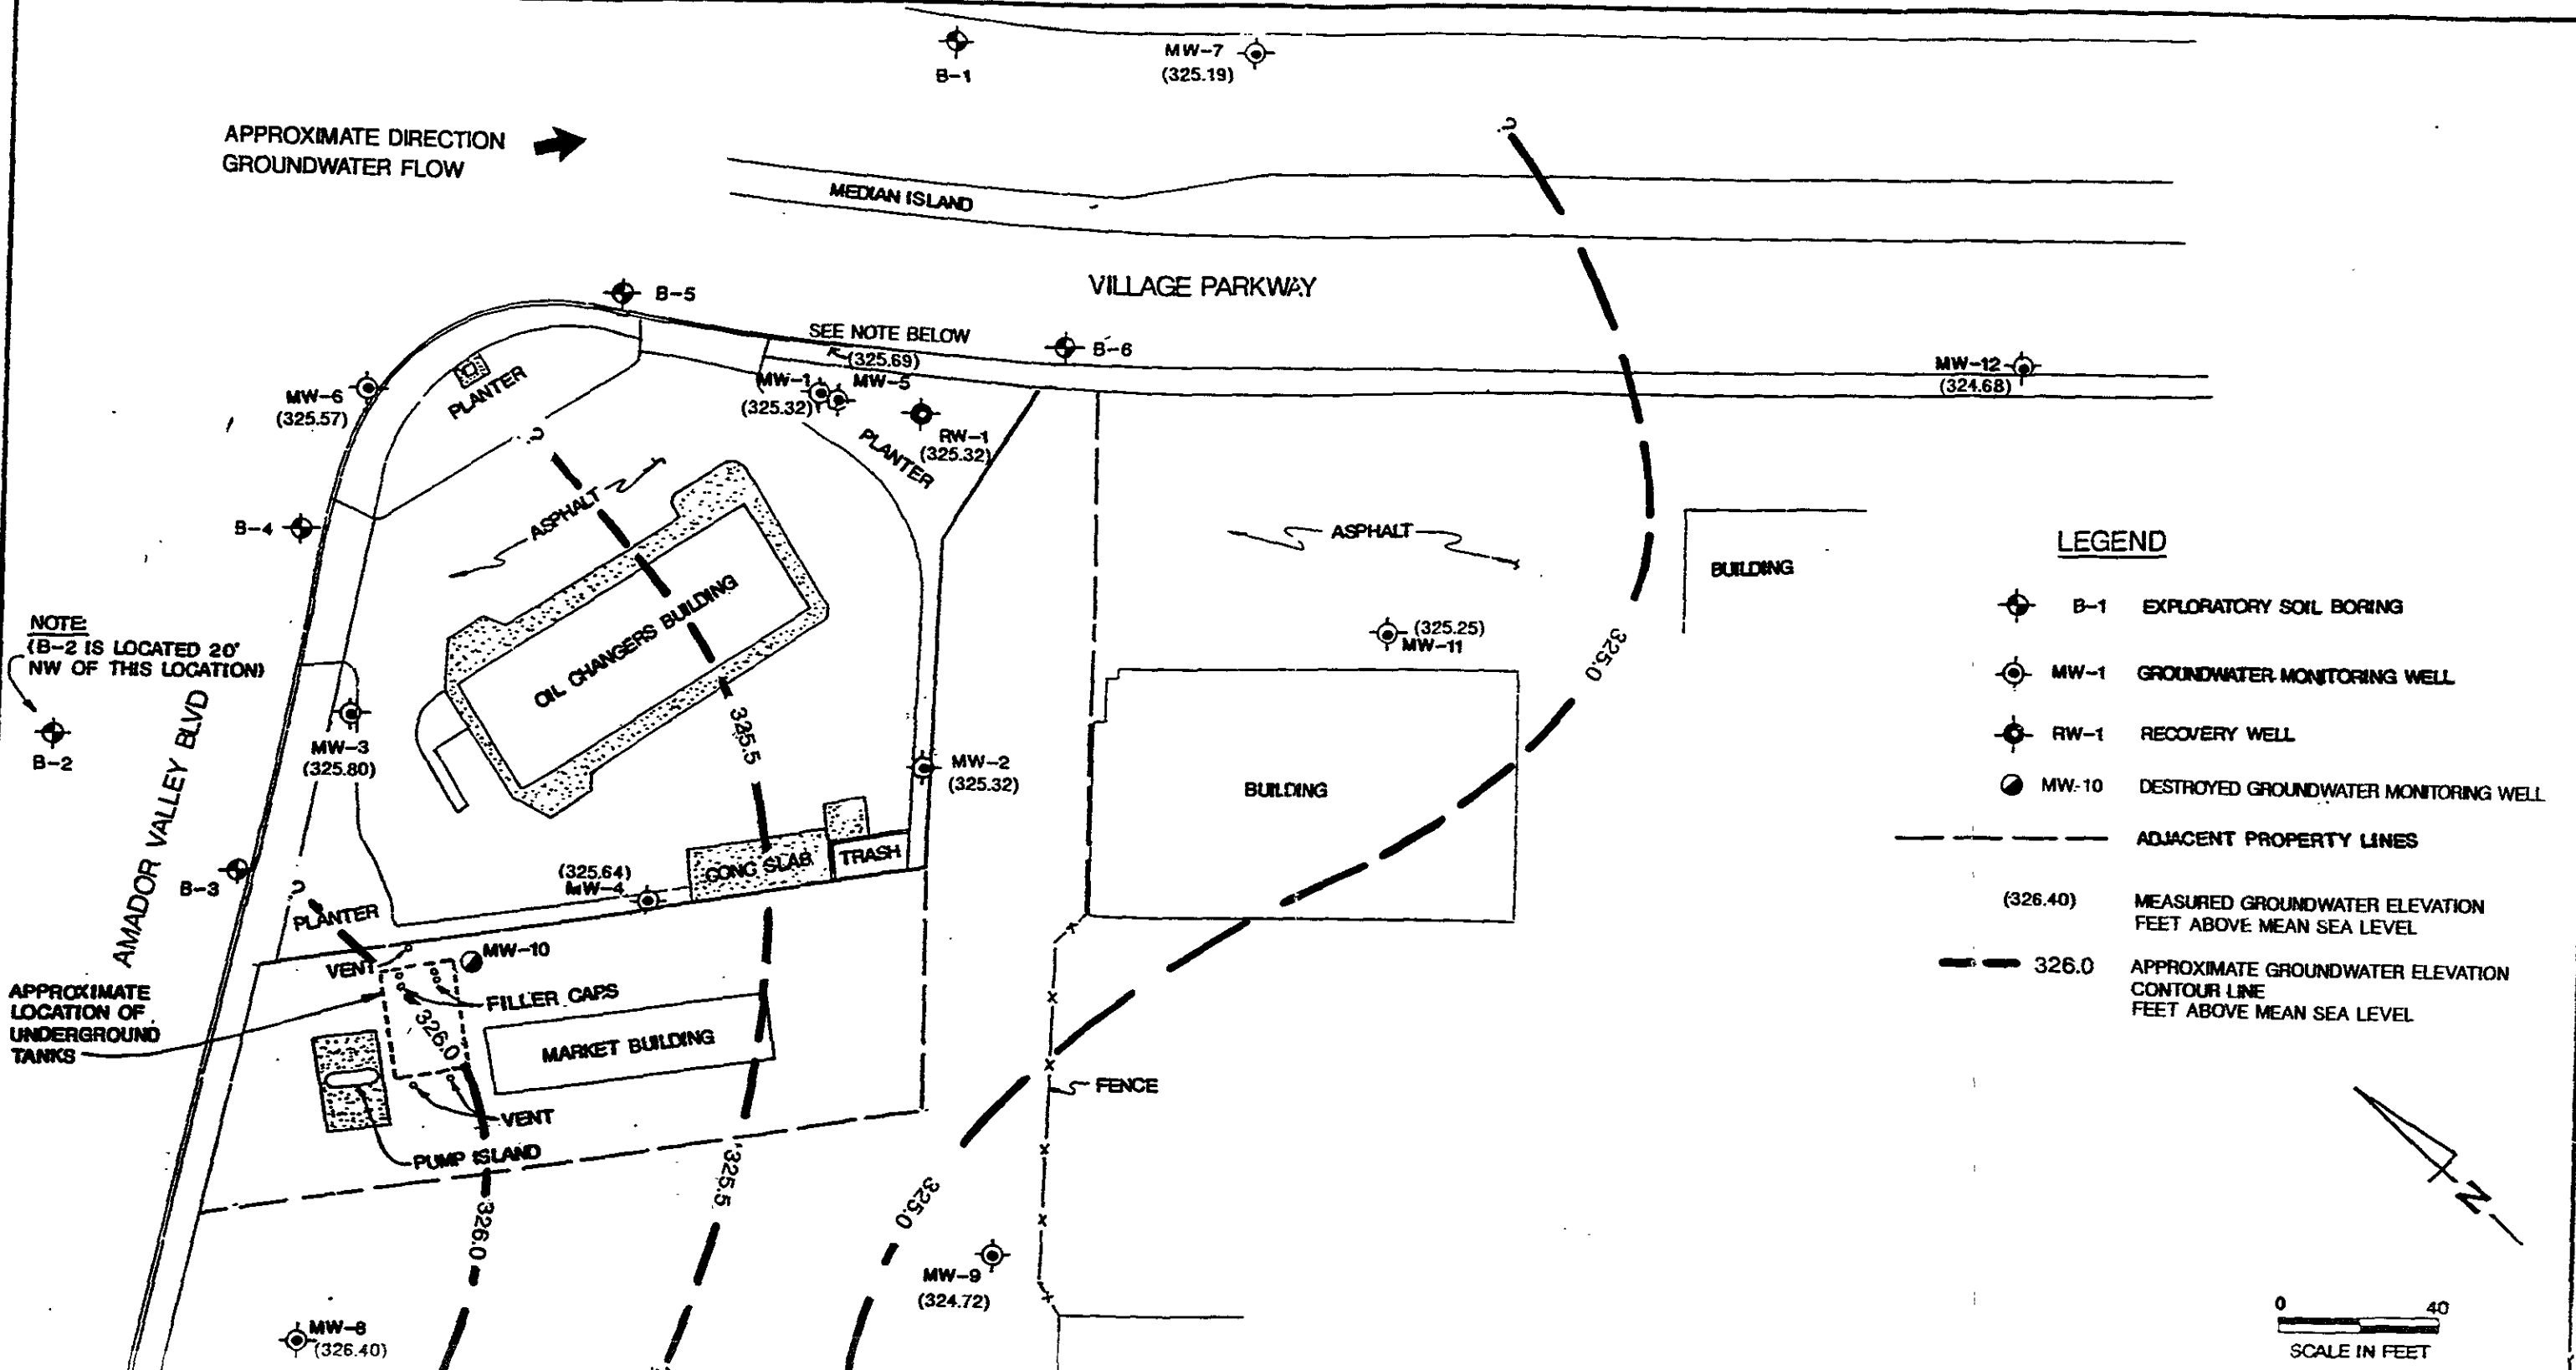 B-1
MW-7
(325.19)
APPROXIMATE DIRECTION
GROUNDWATER FLOW
?
MEDIAN ISLAND
VILLAGE PARKWAY
B-5
SEE NOTE BELOW
(325.69)
B-6
MW-12
(324.68)
MW-6
(325.57)
PLANTER
MW-1
(325.32)
MW-5
RW-1
(325.32)
PLANTER
?
ASPHALT
B-4
ASPHALT
BUILDING
OIL CHANGERS BUILDING
NOTE:
(B-2 IS LOCATED 20'
NW OF THIS LOCATION)
B-2
AMADOR VALLEY BLVD
MW-3
(325.80)
325.5
MW-2
(325.32)
(325.25)
MW-11
325.0
BUILDING
B-3
?
PLANTER
(325.64)
MW-4
CONC SLAB
TRASH
VENT
MW-10
APPROXIMATE
LOCATION OF
UNDERGROUND
TANKS
FILLER CAPS
326.0
MARKET BUILDING
VENT
PUMP ISLAND
FENCE
326.0
325.5
325.0
MW-9
(324.72)
MW-8
(326.40)
LEGEND
B-1 EXPLORATORY SOIL BORING
MW-1 GROUNDWATER MONITORING WELL
RW-1 RECOVERY WELL
MW-10 DESTROYED GROUNDWATER MONITORING WELL
ADJACENT PROPERTY LINES
(326.40) MEASURED GROUNDWATER ELEVATION
FEET ABOVE MEAN SEA LEVEL
326.0 APPROXIMATE GROUNDWATER ELEVATION
CONTOUR LINE
FEET ABOVE MEAN SEA LEVEL
N
0 40
SCALE IN FEET